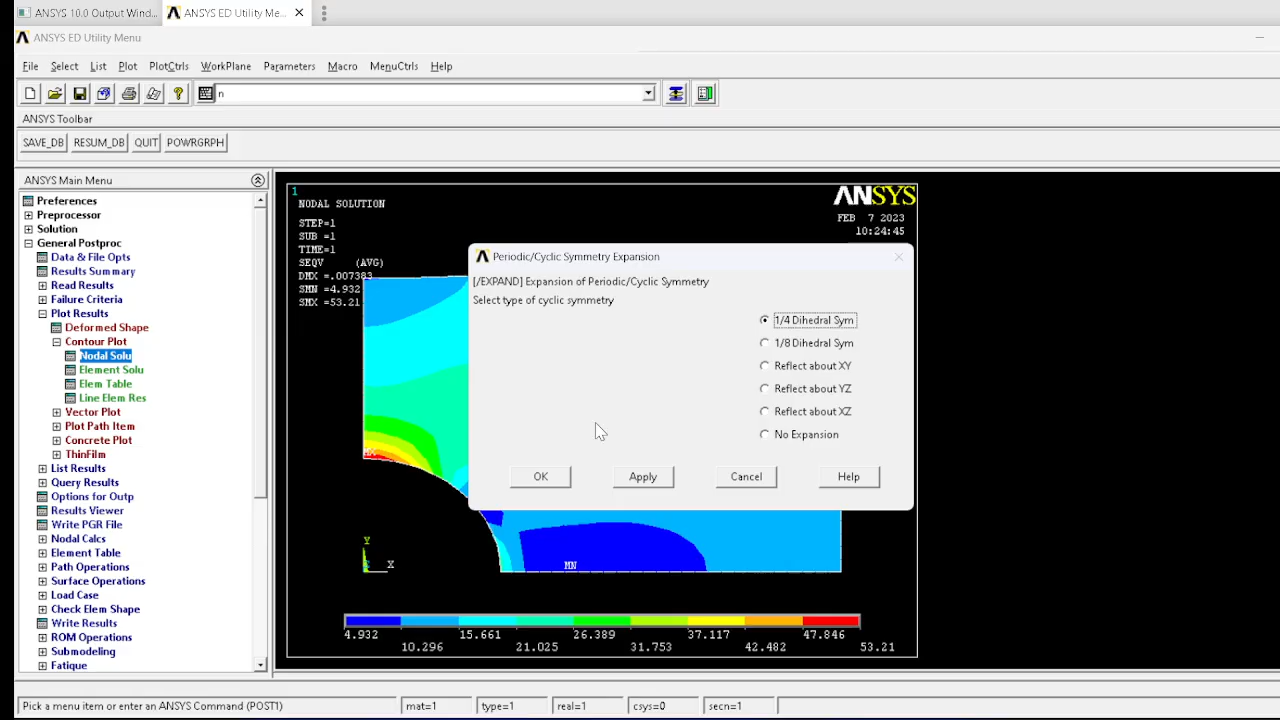 ANSYS 10.0 Output Wind...
ANSYS ED Utility Me...
ANSYS ED Utility Menu
File Select List Plot PlotCtrls WorkPlane Parameters Macro MenuCtrls Help
n
ANSYS Toolbar
SAVE_DB RESUM_DB QUIT POWRGRPH
ANSYS Main Menu
Preferences
Preprocessor
Solution
General Postproc
Data & File Opts
Results Summary
Read Results
Failure Criteria
Plot Results
Deformed Shape
Contour Plot
Nodal Solu
Element Solu
Elem Table
Line Elem Res
Vector Plot
Plot Path Item
Concrete Plot
ThinFilm
List Results
Query Results
Options for Outp
Results Viewer
Write PGR File
Nodal Calcs
Element Table
Path Operations
Surface Operations
Load Case
Check Elem Shape
Write Results
ROM Operations
Submodeling
Fatigue
1
NODAL SOLUTION
STEP=1
SUB =1
TIME=1
SEQV (AVG)
DMX =.007383
SMN =4.932
SMX =53.21
ANSYS
FEB 7 2023
10:24:45
Periodic/Cyclic Symmetry Expansion
[/EXPAND] Expansion of Periodic/Cyclic Symmetry
Select type of cyclic symmetry
1/4 Dihedral Sym
1/8 Dihedral Sym
Reflect about XY
Reflect about YZ
Reflect about XZ
No Expansion
OK Apply Cancel Help
Y
X
MN
4.932 15.661 26.389 37.117 47.846
10.296 21.025 31.753 42.482 53.21
Pick a menu item or enter an ANSYS Command (POST1)
mat=1 type=1 real=1 csys=0 secn=1